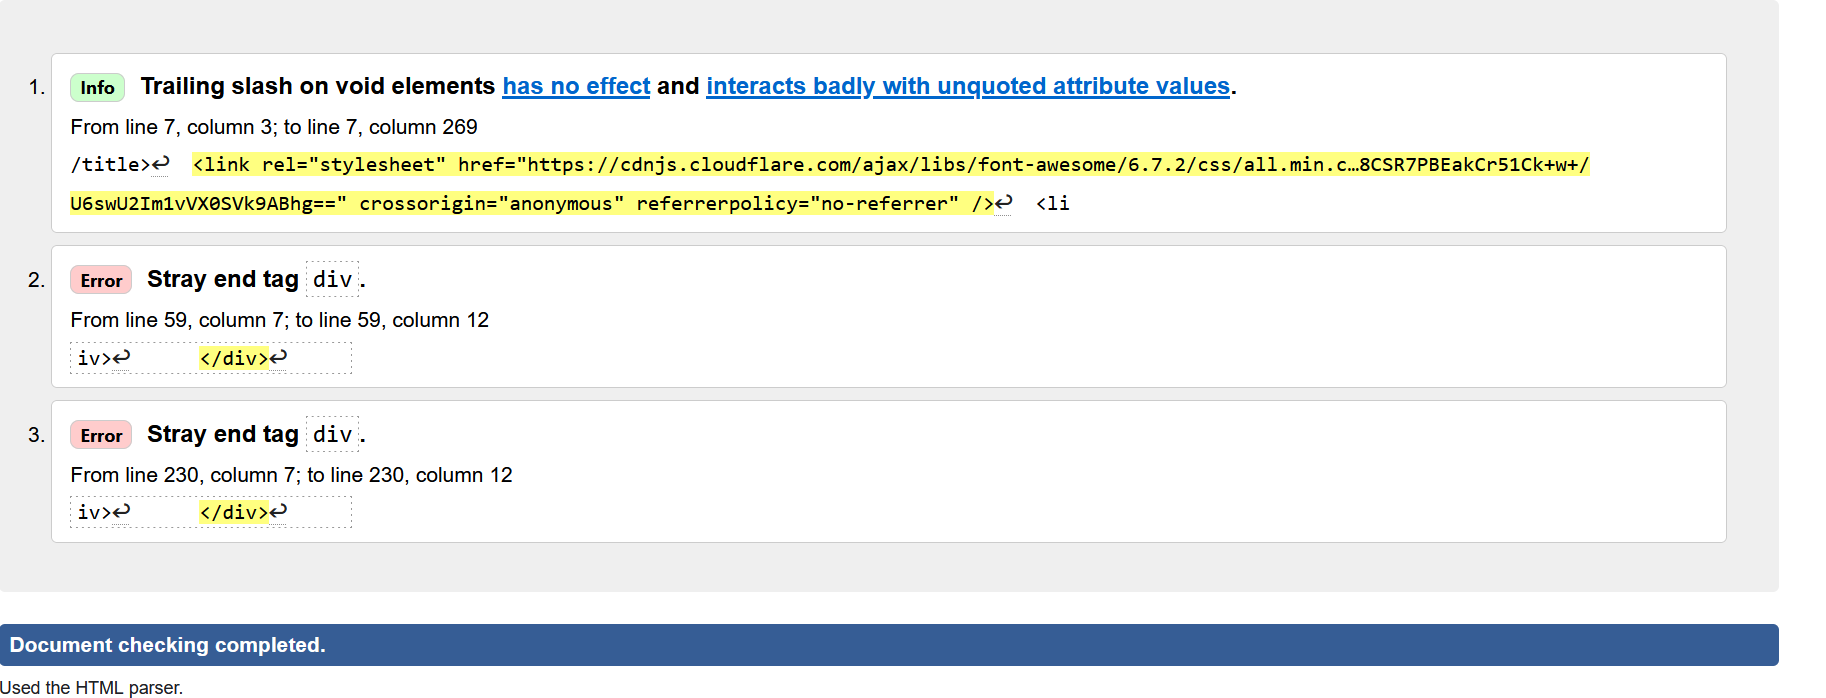 1. Info Trailing slash on void elements has no effect and interacts badly with unquoted attribute values.
From line 7, column 3; to line 7, column 269
/title>↩ <link rel="stylesheet" href="https://cdnjs.cloudflare.com/ajax/libs/font-awesome/6.7.2/css/all.min.c…8CSR7PBEakCr51Ck+w+/
U6swU2Im1vVX0SVk9ABhg==" crossorigin="anonymous" referrerpolicy="no-referrer" />↩ <li
2. Error Stray end tag div.
From line 59, column 7; to line 59, column 12
iv>↩ </div>↩
3. Error Stray end tag div.
From line 230, column 7; to line 230, column 12
iv>↩ </div>↩
Document checking completed.
Used the HTML parser.